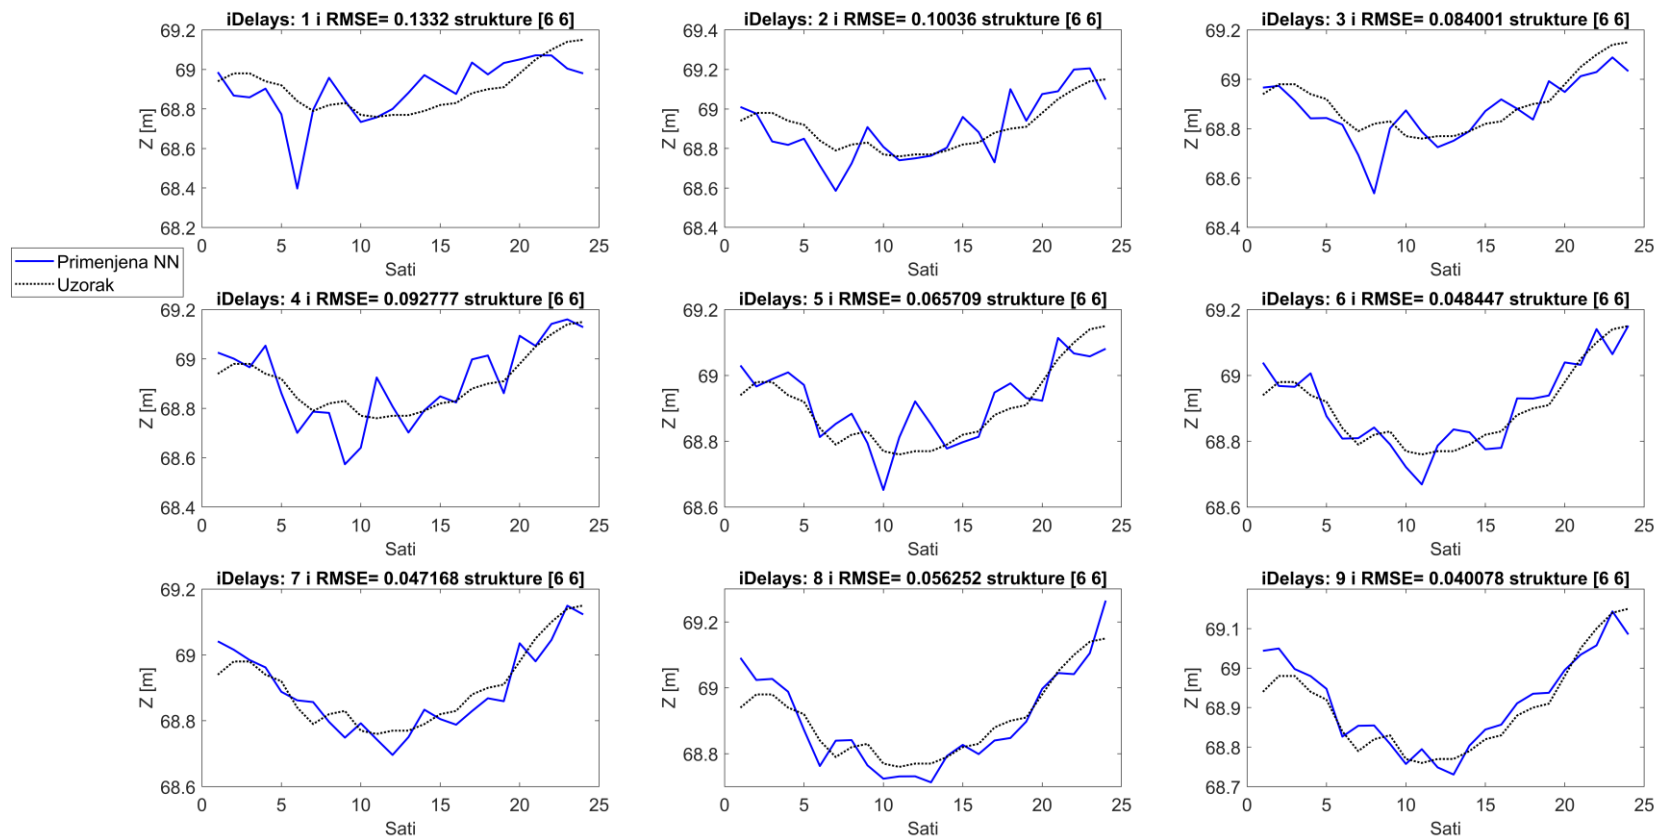 iDelays: 1 i RMSE= 0.1332 strukture [6 6]
69.2
69
68.8
68.6
68.4
68.2
Z [m]
0 5 10 15 20 25
Sati
iDelays: 2 i RMSE= 0.10036 strukture [6 6]
69.4
69.2
69
68.8
68.6
68.4
Z [m]
0 5 10 15 20 25
Sati
iDelays: 3 i RMSE= 0.084001 strukture [6 6]
69.2
69
68.8
68.6
68.4
Z [m]
0 5 10 15 20 25
Sati
Primenjena NN
Uzorak
iDelays: 4 i RMSE= 0.092777 strukture [6 6]
69.2
69
68.8
68.6
68.4
Z [m]
0 5 10 15 20 25
Sati
iDelays: 5 i RMSE= 0.065709 strukture [6 6]
69.2
69
68.8
68.6
Z [m]
0 5 10 15 20 25
Sati
iDelays: 6 i RMSE= 0.048447 strukture [6 6]
69.2
69
68.8
68.6
Z [m]
0 5 10 15 20 25
Sati
iDelays: 7 i RMSE= 0.047168 strukture [6 6]
69.2
69
68.8
68.6
Z [m]
0 5 10 15 20 25
Sati
iDelays: 8 i RMSE= 0.056252 strukture [6 6]
69.2
69
68.8
Z [m]
0 5 10 15 20 25
Sati
iDelays: 9 i RMSE= 0.040078 strukture [6 6]
69.1
69
68.9
68.8
68.7
Z [m]
0 5 10 15 20 25
Sati